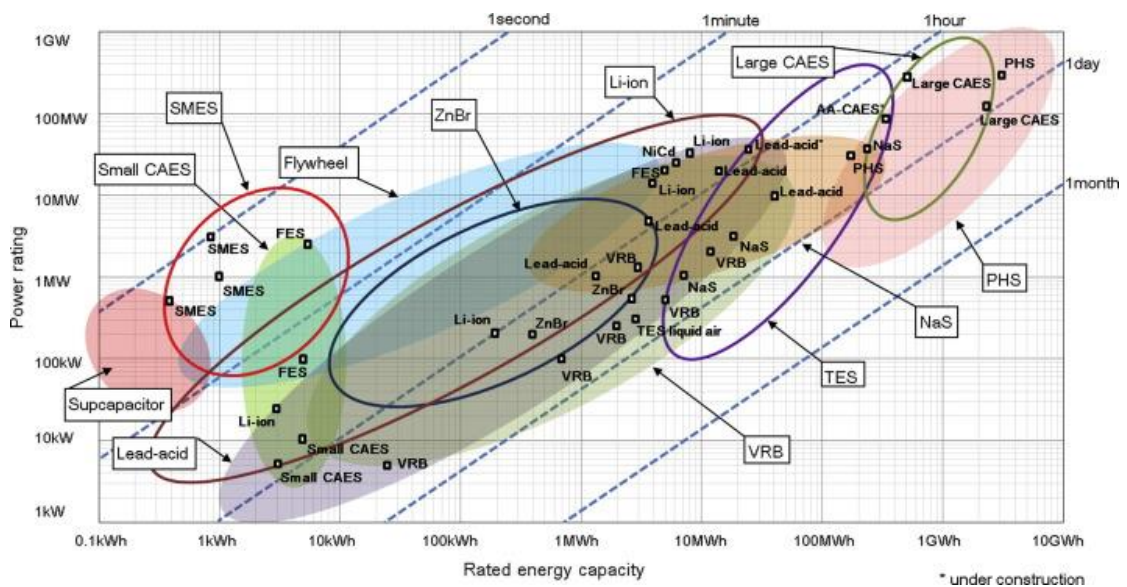 1second
1minute
1hour
1GW
Large CAES
PHS
1day
Li-ion
Large CAES
SMES
ZnBr
AA-CAES*
Large CAES
100MW
Small CAES
Flywheel
NiCd
Li-ion
Lead-acid*
NaS
FES
PHS
Lead-acid
1month
10MW
Li-ion
Lead-acid
FES
Lead-acid
SMES
NaS
VRB
VRB
PHS
Power rating
1MW
SMES
Lead-acid
NaS
ZnBr
SMES
VRB
NaS
Li-ion
ZnBr
TES liquid air
VRB
100kW
FES
VRB
TES
Supcapacitor
Li-ion
10kW
Lead-acid
Small CAES
VRB
VRB
Small CAES
1kW
0.1kWh
1kWh
10kWh
100kWh
1MWh
10MWh
100MWh
1GWh
10GWh
Rated energy capacity
* under construction